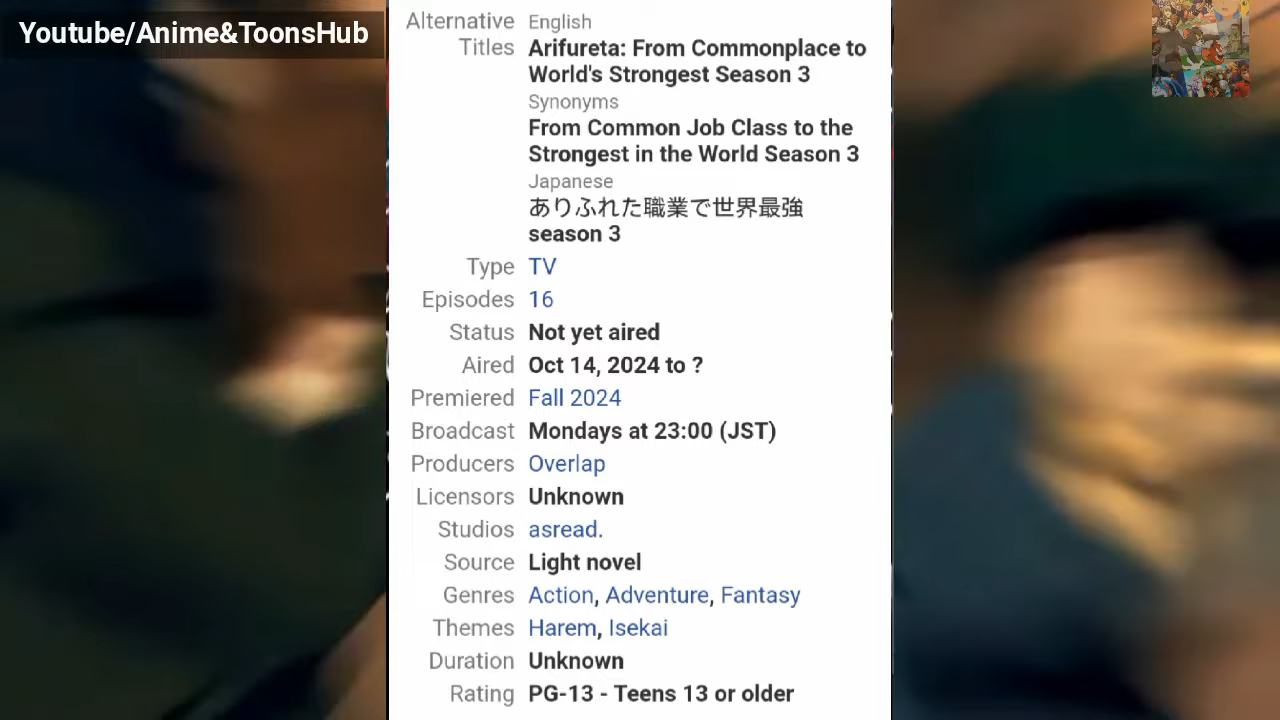 Youtube/Anime&ToonsHub
Alternative English
Titles Arifureta: From Commonplace to
World's Strongest Season 3
Synonyms
From Common Job Class to the
Strongest in the World Season 3
Japanese
ありふれた職業で世界最強
season 3
Type TV
Episodes 16
Status Not yet aired
Aired Oct 14, 2024 to ?
Premiered Fall 2024
Broadcast Mondays at 23:00 (JST)
Producers Overlap
Licensors Unknown
Studios asread.
Source Light novel
Genres Action, Adventure, Fantasy
Themes Harem, Isekai
Duration Unknown
Rating PG-13 - Teens 13 or older